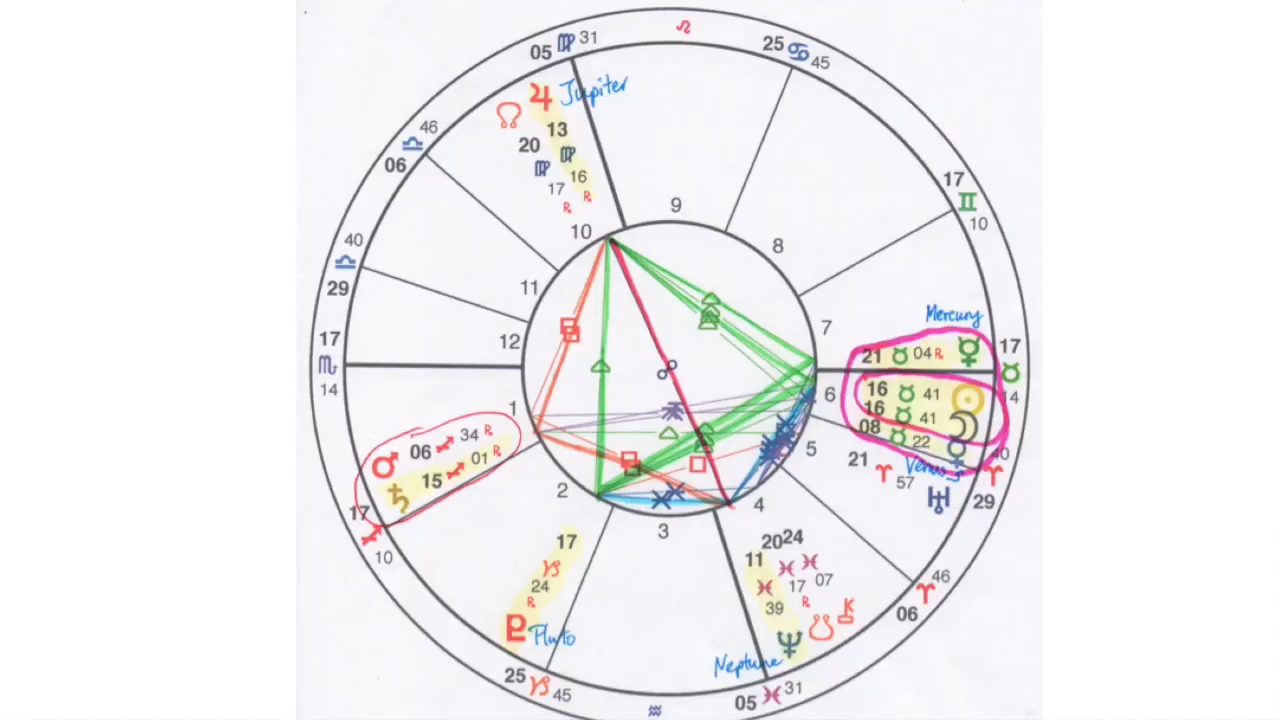 ♌
05 ♍ 31
25 ♋ 45
♃ Jupiter
☊
13
20 ♍
♍ 16
17 ℞
℞
46
♎
06
17
♊
10
9
10
8
11
7
12
40
♎
29
17
♏
14
Mercury
21 ♉ 04 ℞ ☿
17
♉
14
16 ♉ 41 ☉
16 ♉ 41 ☽
08 ♉ 22 ♀
Venus
6
5
1
2
3
4
♂ 06 ♐ 34 ℞
♄ 15 ♐ 01 ℞
17
♐
10
21 ♈ 57 ♅
40
♈
29
17
♑
24
℞
♇ Pluto
20 24
11 ♓ ♓
♓ 17 07
39 ℞
♆ ☋ ⚷
Neptune
46
♈
06
25 ♑ 45
♒
05 ♓ 31